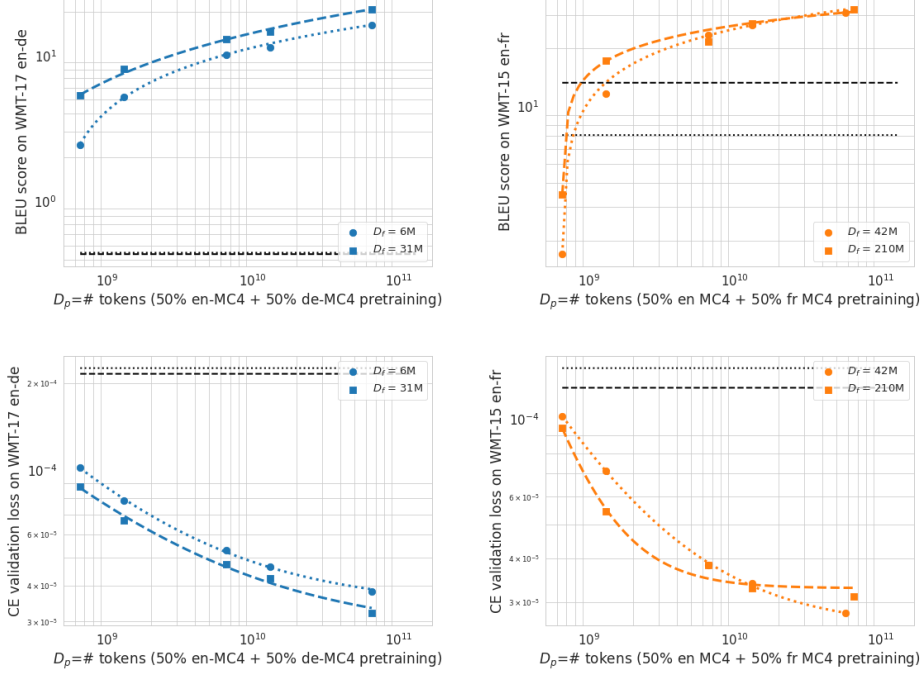 BLEU score on WMT-17 en-de
10¹
10⁰
D_f = 6M
D_f = 31M
10⁹ 10¹⁰ 10¹¹
D_p=# tokens (50% en-MC4 + 50% de-MC4 pretraining)
BLEU score on WMT-15 en-fr
10¹
D_f = 42M
D_f = 210M
10⁹ 10¹⁰ 10¹¹
D_p=# tokens (50% en MC4 + 50% fr MC4 pretraining)
CE validation loss on WMT-17 en-de
2 × 10⁻⁴
10⁻⁴
6 × 10⁻⁵
4 × 10⁻⁵
3 × 10⁻⁵
D_f = 6M
D_f = 31M
10⁹ 10¹⁰ 10¹¹
D_p=# tokens (50% en-MC4 + 50% de-MC4 pretraining)
CE validation loss on WMT-15 en-fr
10⁻⁴
6 × 10⁻⁵
4 × 10⁻⁵
3 × 10⁻⁵
D_f = 42M
D_f = 210M
10⁹ 10¹⁰ 10¹¹
D_p=# tokens (50% en MC4 + 50% fr MC4 pretraining)